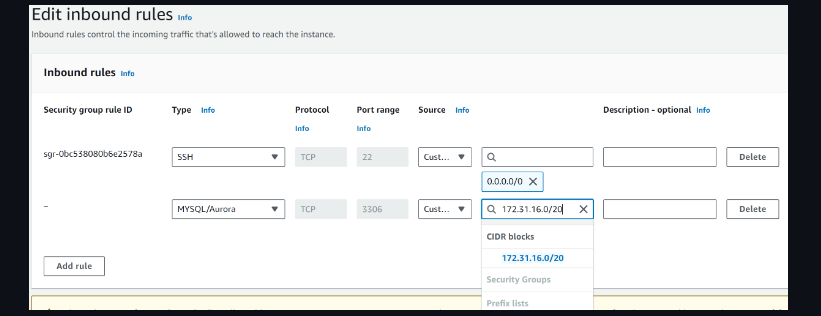 Edit inbound rules Info
Inbound rules control the incoming traffic that's allowed to reach the instance.
Inbound rules Info
Security group rule ID Type Info Protocol Info Port range Info Source Info Description - optional Info
sgr-0bc538080b6e2578a SSH TCP 22 Cust... Delete
0.0.0.0/0
– MYSQL/Aurora TCP 3306 Cust... 172.31.16.0/20 Delete
CIDR blocks
172.31.16.0/20
Add rule
Security Groups
Prefix lists